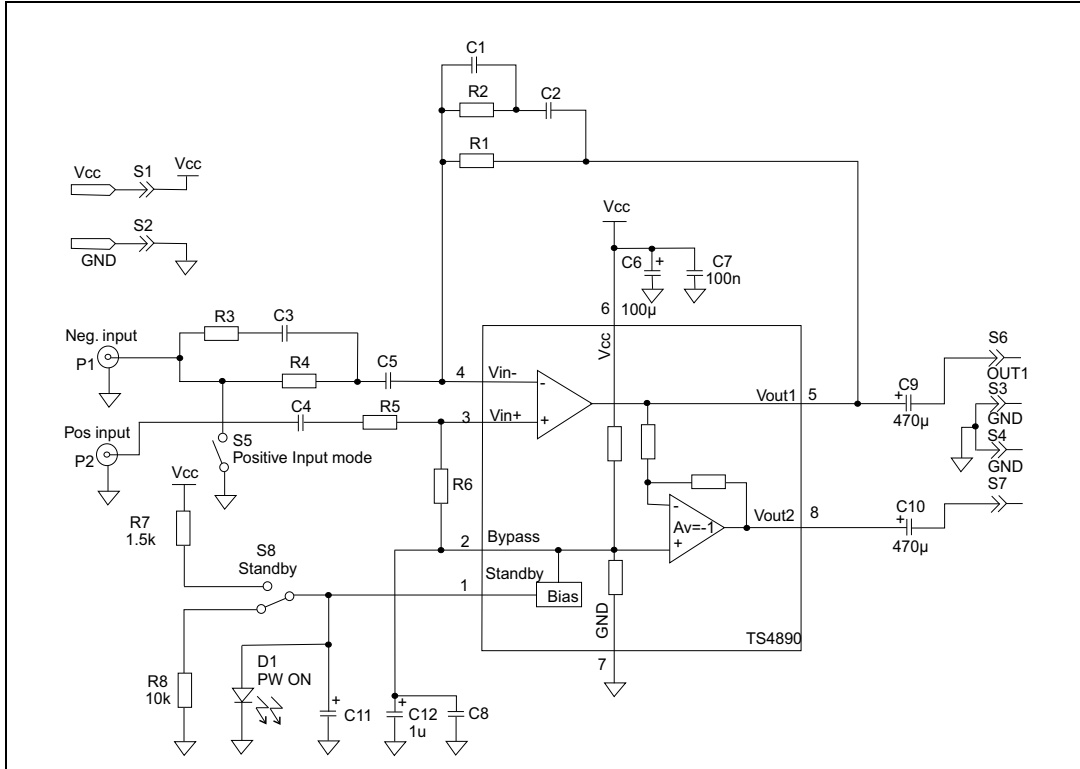 C1
R2
C2
R1
Vcc
S1
Vcc
S2
GND
Vcc
C6
+
C7
100n
100µ
6
Neg. input
P1
R3
C3
R4
C5
4
Vin-
-
Vcc
Vout1
5
S6
OUT1
C9
+
470µ
S3
GND
S4
GND
S7
Pos input
P2
C4
R5
3
Vin+
+
S5
Positive Input mode
R6
Vcc
R7
1.5k
-
Av=-1
+
Vout2
8
C10
+
470µ
2
Bypass
S8
Standby
1
Standby
Bias
GND
TS4890
7
R8
10k
D1
PW ON
+
C11
+
C12
1u
C8